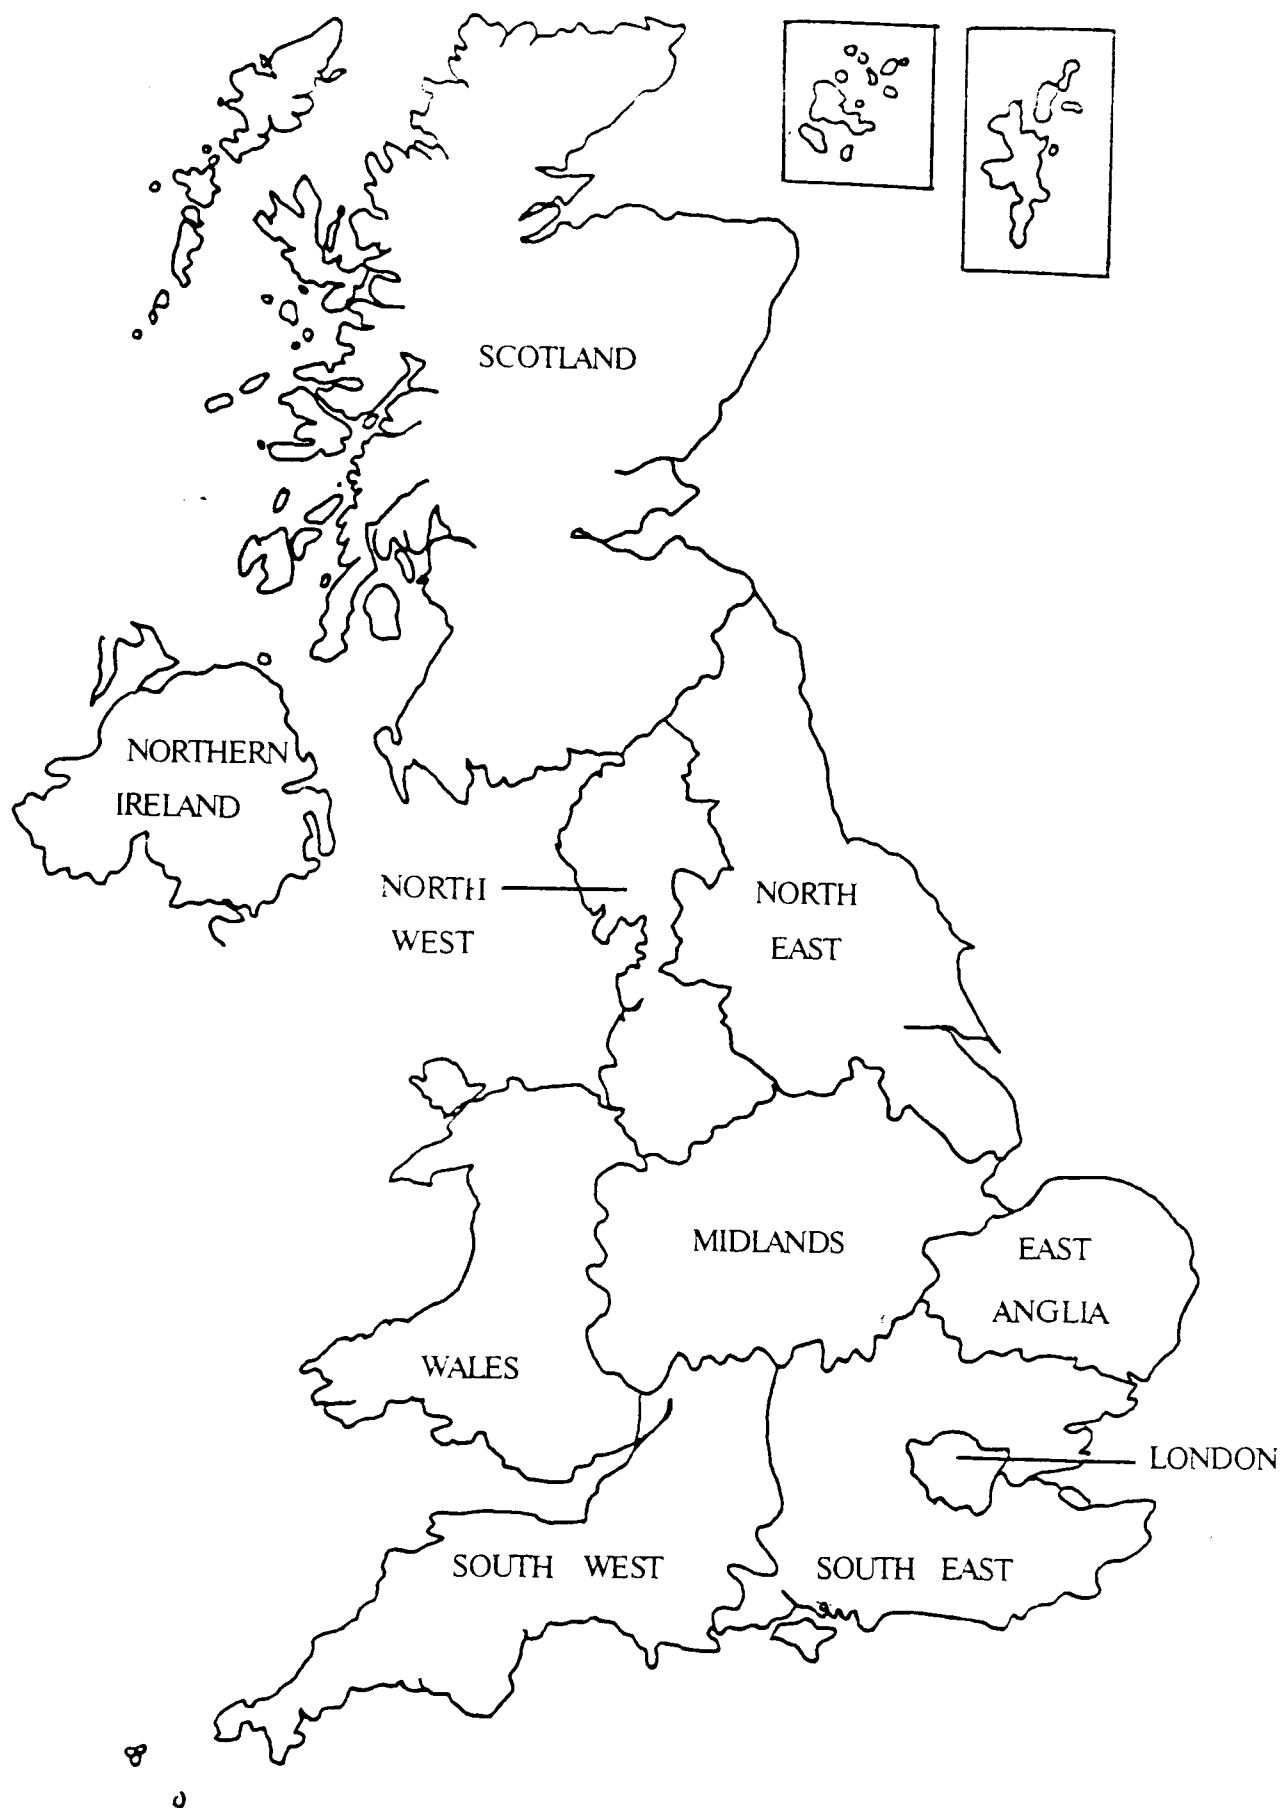 SCOTLAND
NORTHERN
IRELAND
NORTH
WEST
NORTH
EAST
MIDLANDS
EAST
ANGLIA
WALES
LONDON
SOUTH WEST
SOUTH EAST